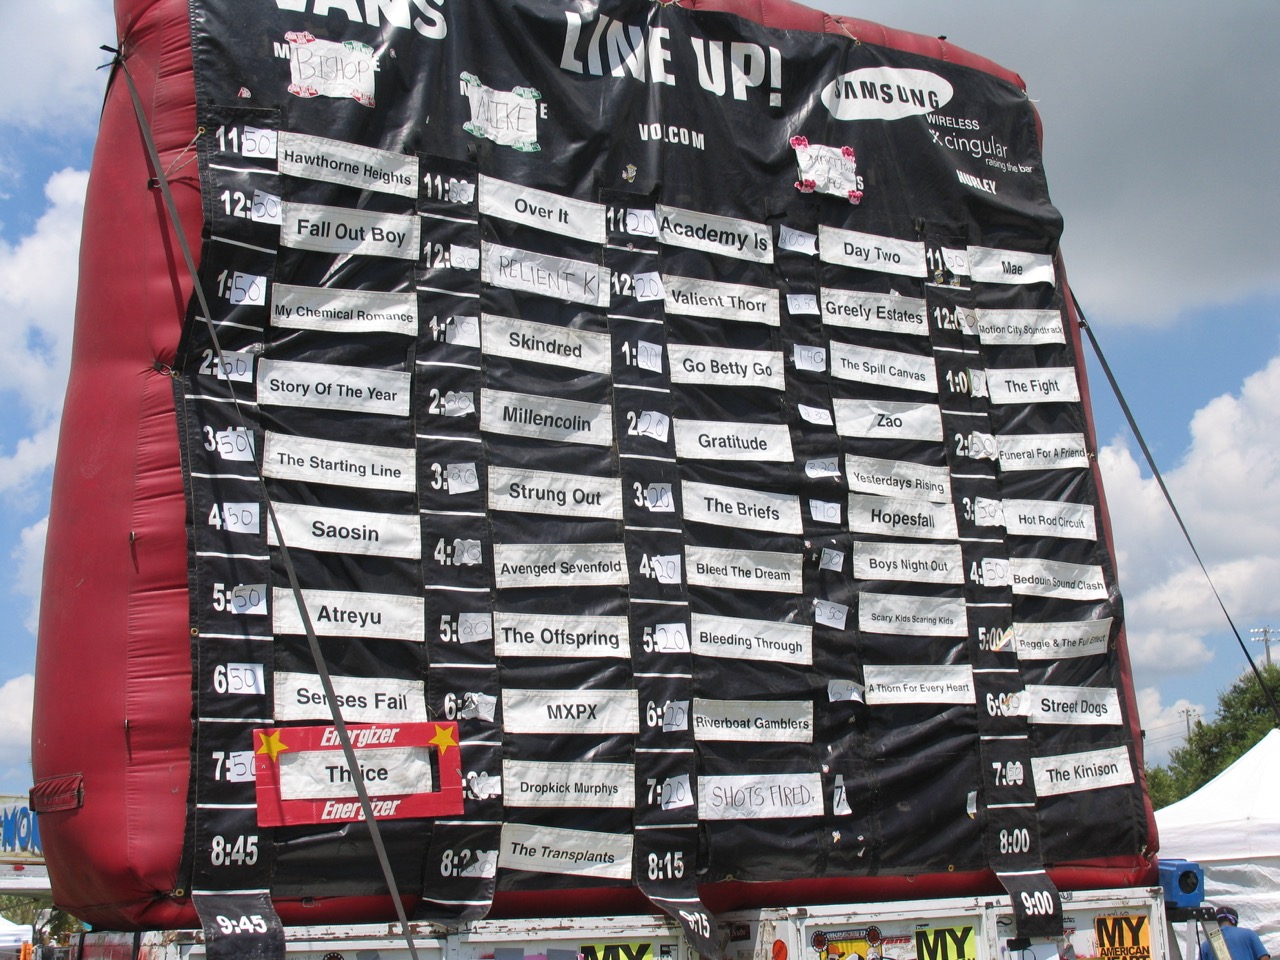 VANS
LINE UP!
BISHOP
MIKE
VOLCOM
SAMSUNG
WIRELESS
cingular
raising the bar
HURLEY
11:50 Hawthorne Heights
12:50 Fall Out Boy
1:50 My Chemical Romance
2:50 Story Of The Year
3:50 The Starting Line
4:50 Saosin
5:50 Atreyu
6:50 Senses Fail
Energizer
7:50 Thrice
Energizer
8:45
9:45
Over It
RELIENT K
Skindred
Millencolin
Strung Out
Avenged Sevenfold
The Offspring
MXPX
Dropkick Murphys
The Transplants
11:20 Academy Is
12:20 Valient Thorr
1:20 Go Betty Go
2:20 Gratitude
3:20 The Briefs
4:20 Bleed The Dream
5:20 Bleeding Through
6:20 Riverboat Gamblers
7:20 SHOTS FIRED.
8:15
9:15
Day Two
Greely Estates
The Spill Canvas
Zao
Yesterdays Rising
Hopesfall
Boys Night Out
Scary Kids Scaring Kids
A Thorn For Every Heart
Mae
Motion City Soundtrack
The Fight
Funeral For A Friend
Hot Rod Circuit
Bedouin Sound Clash
5:00 Reggie & The Full Effect
Street Dogs
The Kinison
8:00
9:00
MY
MY
MY
AMERICAN